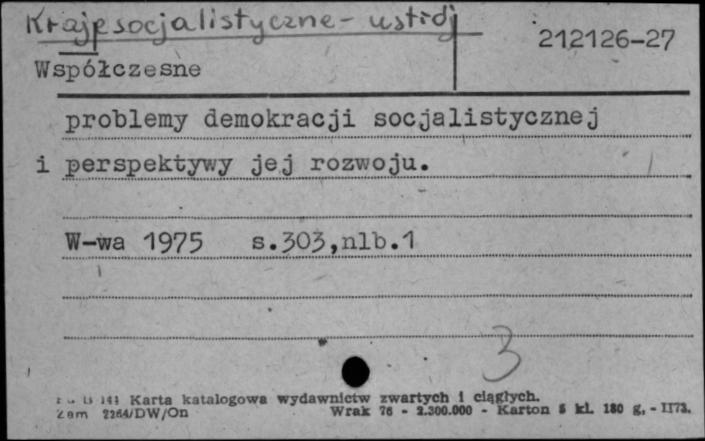 Kraje socjalistyczne - ustrój
212126-27
Współczesne
problemy demokracji socjalistycznej
i perspektywy jej rozwoju.
W-wa 1975 s.303,nlb.1
3
Karta katalogowa wydawnictw zwartych i ciągłych.
Zam 2264/DW/On Wrak 76 - 2.300.000 - Karton 5 kl. 180 g, - II73.